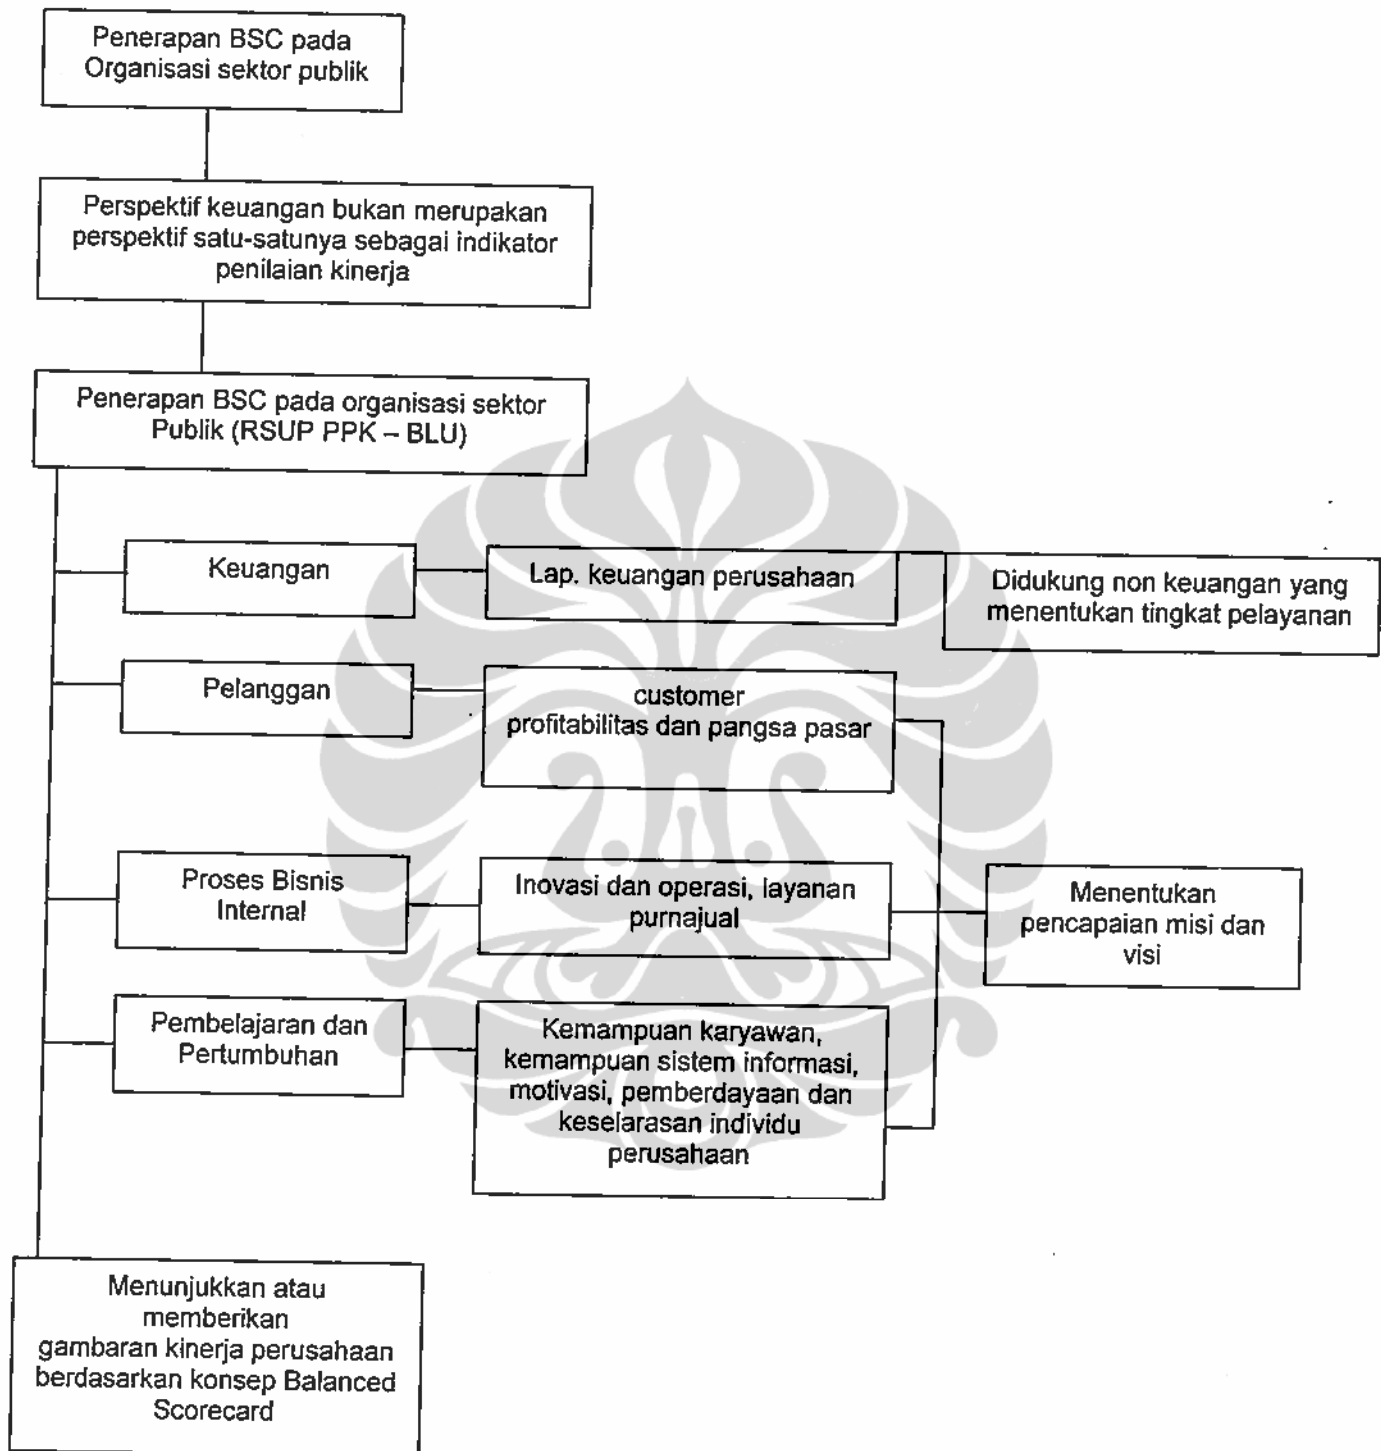 Penerapan BSC pada
Organisasi sektor publik
Perspektif keuangan bukan merupakan
perspektif satu-satunya sebagai indikator
penilaian kinerja
Penerapan BSC pada organisasi sektor
Publik (RSUP PPK – BLU)
Keuangan
Lap. keuangan perusahaan
Didukung non keuangan yang
menentukan tingkat pelayanan
Pelanggan
customer
profitabilitas dan pangsa pasar
Proses Bisnis
Internal
Inovasi dan operasi, layanan
purnajual
Menentukan
pencapaian misi dan
visi
Pembelajaran dan
Pertumbuhan
Kemampuan karyawan,
kemampuan sistem informasi,
motivasi, pemberdayaan dan
keselarasan individu
perusahaan
Menunjukkan atau
memberikan
gambaran kinerja perusahaan
berdasarkan konsep Balanced
Scorecard